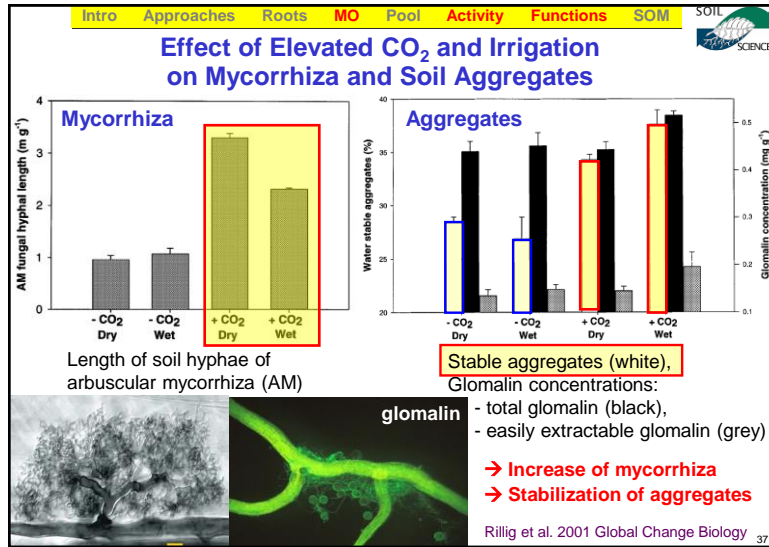 Intro Approaches Roots MO Pool Activity Functions SOM
SOIL
SCIENCE
Effect of Elevated CO₂ and Irrigation
on Mycorrhiza and Soil Aggregates
Mycorrhiza
AM fungal hyphal length (m g⁻¹)
4
3
2
1
0
- CO₂ - CO₂ + CO₂ + CO₂
Dry Wet Dry Wet
Length of soil hyphae of
arbuscular mycorrhiza (AM)
Aggregates
Water stable aggregates (%)
40
35
30
25
20
Glomalin concentration (mg g⁻¹)
0.5
0.4
0.3
0.2
0.1
- CO₂ - CO₂ + CO₂ + CO₂
Dry Wet Dry Wet
Stable aggregates (white),
Glomalin concentrations:
- total glomalin (black),
- easily extractable glomalin (grey)
glomalin
→ Increase of mycorrhiza
→ Stabilization of aggregates
Rillig et al. 2001 Global Change Biology
37